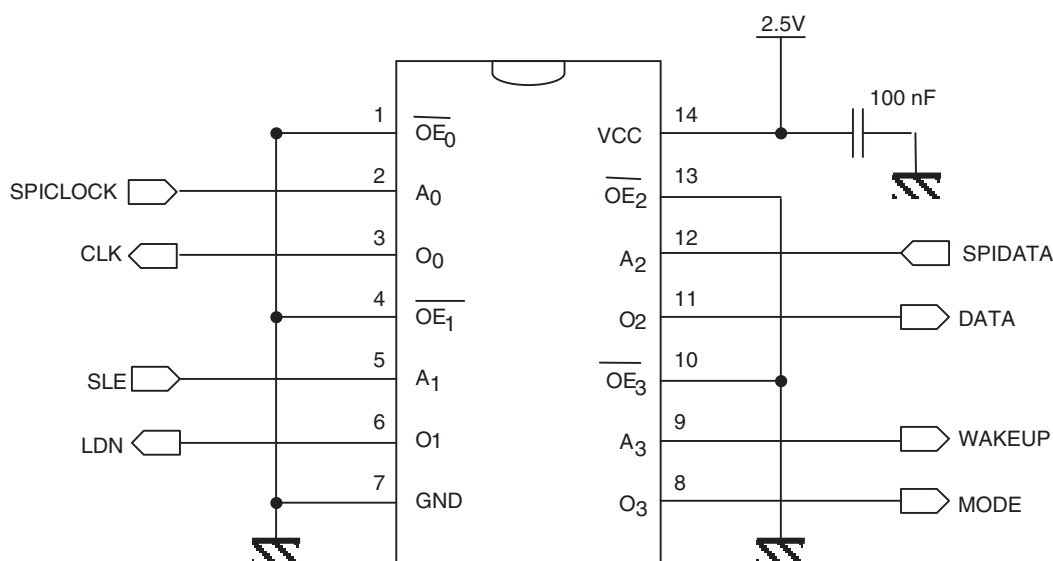 2.5V
100 nF
1
OE0
14
VCC
SPICLOCK
2
A0
13
OE2
CLK
3
O0
12
A2
SPIDATA
4
OE1
11
O2
DATA
SLE
5
A1
10
OE3
LDN
6
O1
9
A3
WAKEUP
7
GND
8
O3
MODE